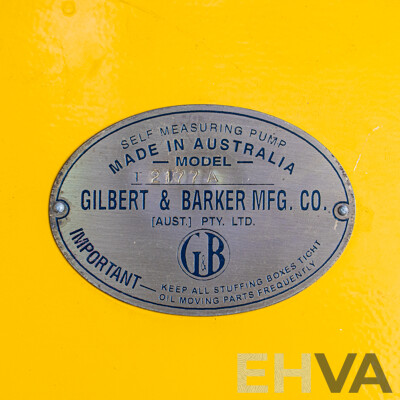 SELF MEASURING PUMP
MADE IN AUSTRALIA
— MODEL —
T 2177 A
GILBERT & BARKER MFG. CO.
[AUST.] PTY. LTD.
G&B
IMPORTANT— KEEP ALL STUFFING BOXES TIGHT
OIL MOVING PARTS FREQUENTLY
EHVA